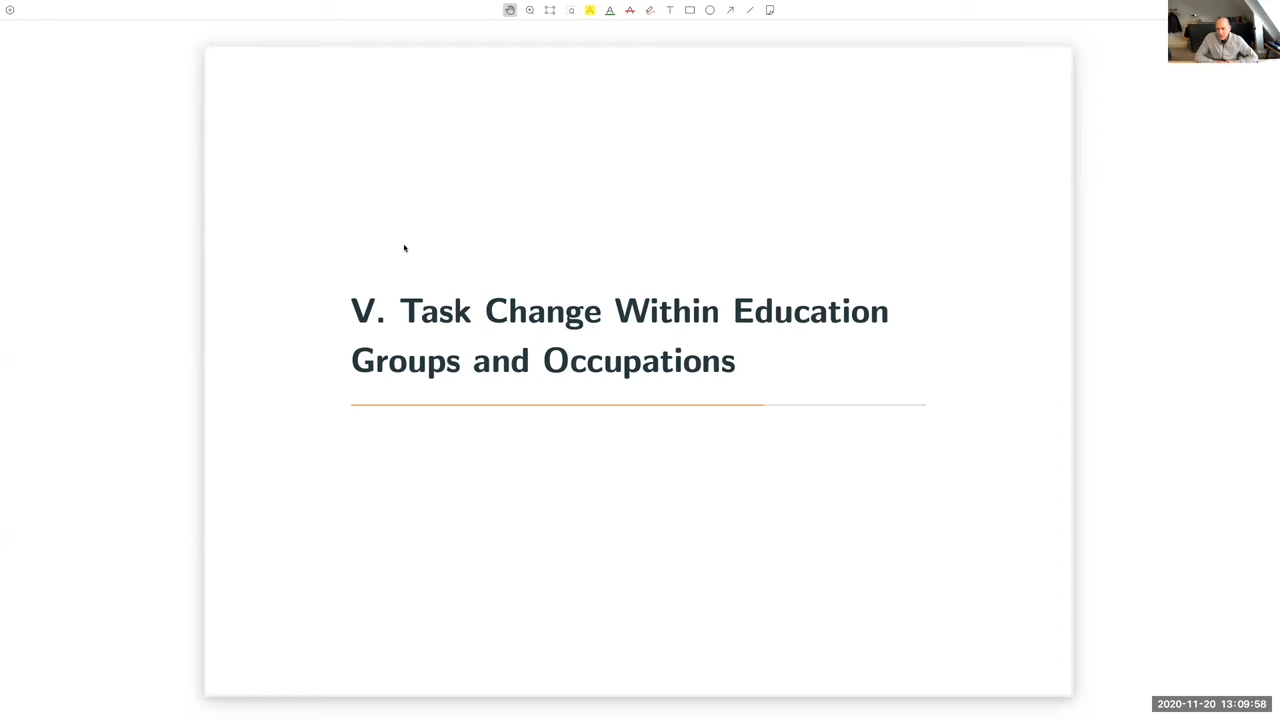 V. Task Change Within Education
Groups and Occupations
2020-11-20 13:09:58